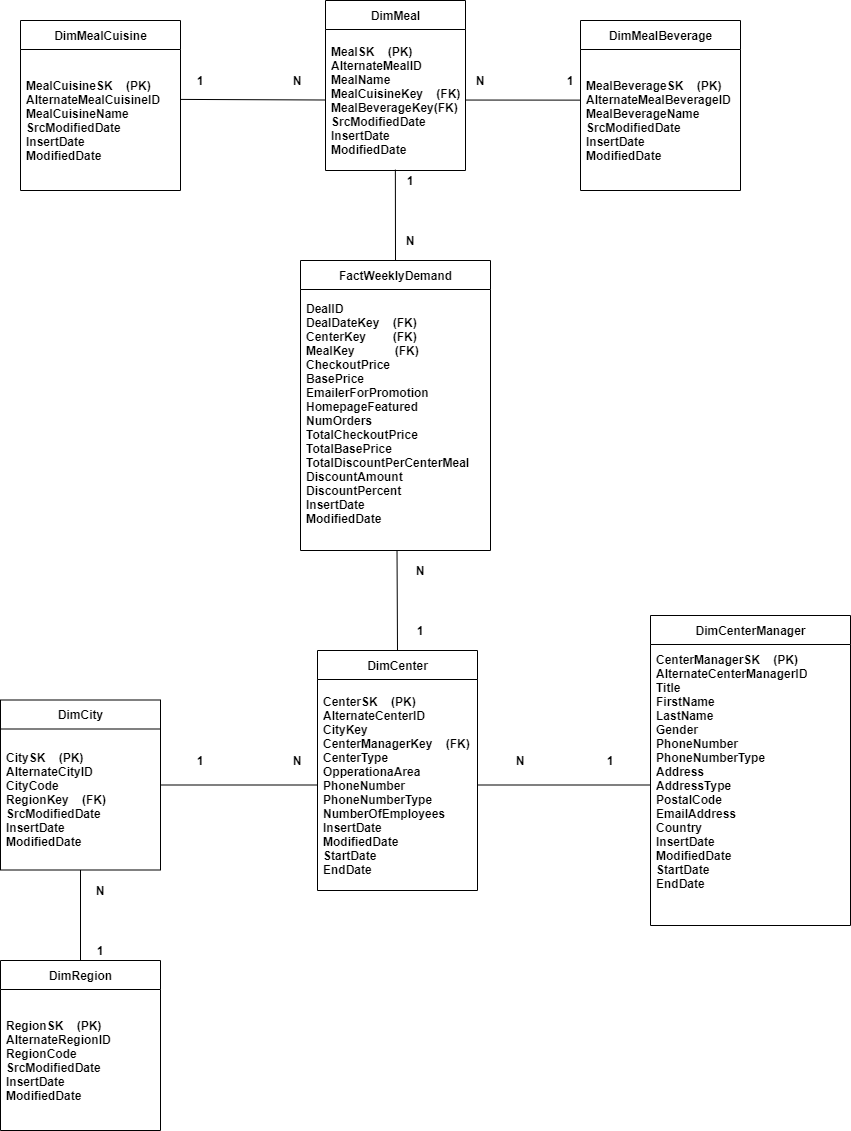 DimMealCuisine
MealCuisineSK (PK)
AlternateMealCuisineID
MealCuisineName
SrcModifiedDate
InsertDate
ModifiedDate
1
N
DimMeal
MealSK (PK)
AlternateMealID
MealName
MealCuisineKey (FK)
MealBeverageKey(FK)
SrcModifiedDate
InsertDate
ModifiedDate
N
1
DimMealBeverage
MealBeverageSK (PK)
AlternateMealBeverageID
MealBeverageName
SrcModifiedDate
InsertDate
ModifiedDate
1
N
FactWeeklyDemand
DealID
DealDateKey (FK)
CenterKey (FK)
MealKey (FK)
CheckoutPrice
BasePrice
EmailerForPromotion
HomepageFeatured
NumOrders
TotalCheckoutPrice
TotalBasePrice
TotalDiscountPerCenterMeal
DiscountAmount
DiscountPercent
InsertDate
ModifiedDate
N
1
DimCity
CitySK (PK)
AlternateCityID
CityCode
RegionKey (FK)
SrcModifiedDate
InsertDate
ModifiedDate
1
N
DimCenter
CenterSK (PK)
AlternateCenterID
CityKey
CenterManagerKey (FK)
CenterType
OpperationaArea
PhoneNumber
PhoneNumberType
NumberOfEmployees
InsertDate
ModifiedDate
StartDate
EndDate
N
1
DimCenterManager
CenterManagerSK (PK)
AlternateCenterManagerID
Title
FirstName
LastName
Gender
PhoneNumber
PhoneNumberType
Address
AddressType
PostalCode
EmailAddress
Country
InsertDate
ModifiedDate
StartDate
EndDate
N
1
DimRegion
RegionSK (PK)
AlternateRegionID
RegionCode
SrcModifiedDate
InsertDate
ModifiedDate